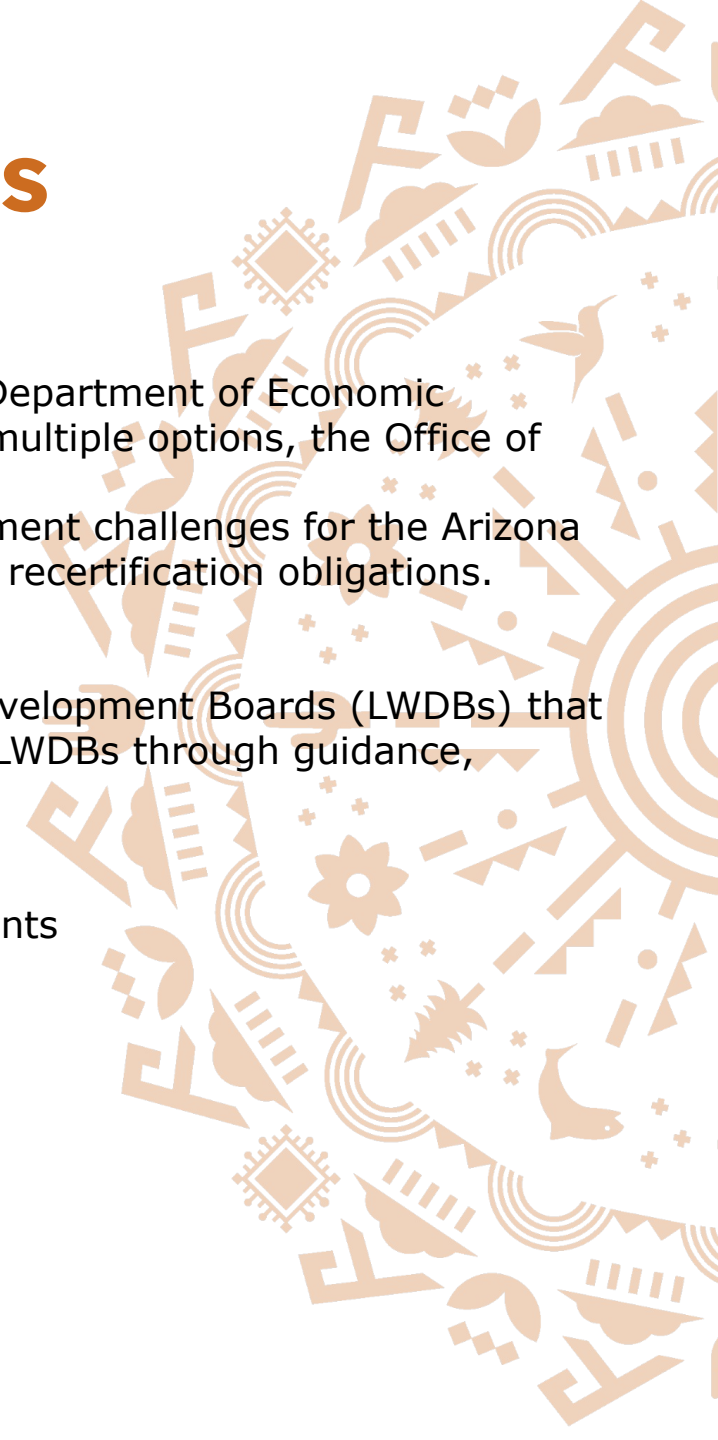 s
Department of Economic
multiple options, the Office of
ment challenges for the Arizona
recertification obligations.
velopment Boards (LWDBs) that
LWDBs through guidance,
nts